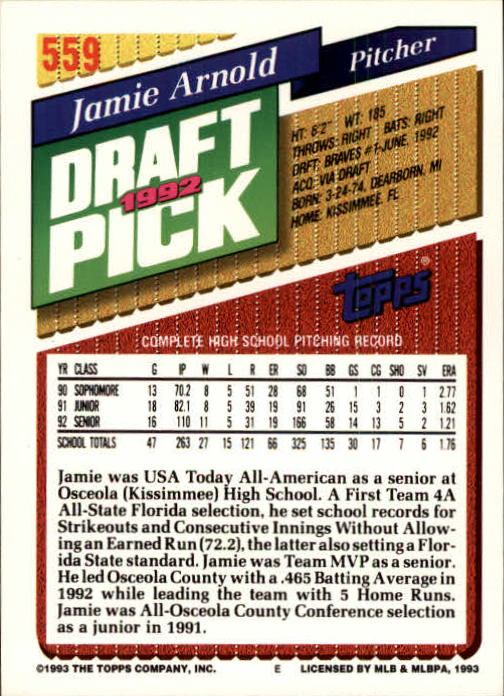 559
Jamie Arnold
Pitcher
DRAFT
1992
PICK
HT: 6'2" WT: 185
THROWS: RIGHT BATS: RIGHT
DRFT: BRAVES #1-JUNE, 1992
ACQ: VIA DRAFT
BORN: 3-24-74, DEARBORN, MI
HOME: KISSIMMEE, FL
topps®
COMPLETE HIGH SCHOOL PITCHING RECORD
YR CLASS G IP W L R ER SO BB GS CG SHO SV ERA
90 SOPHOMORE 13 70.2 8 5 51 28 68 51 1 1 0 1 2.77
91 JUNIOR 18 82.1 8 5 39 19 91 26 15 3 2 3 1.62
92 SENIOR 16 110 11 5 31 19 166 58 14 13 5 2 1.21
SCHOOL TOTALS 47 263 27 15 121 66 325 135 30 17 7 6 1.76
Jamie was USA Today All-American as a senior at
Osceola (Kissimmee) High School. A First Team 4A
All-State Florida selection, he set school records for
Strikeouts and Consecutive Innings Without Allow-
ing an Earned Run (72.2), the latter also setting a Flor-
ida State standard. Jamie was Team MVP as a senior.
He led Osceola County with a .465 Batting Average in
1992 while leading the team with 5 Home Runs.
Jamie was All-Osceola County Conference selection
as a junior in 1991.
©1993 THE TOPPS COMPANY, INC. E LICENSED BY MLB & MLBPA, 1993